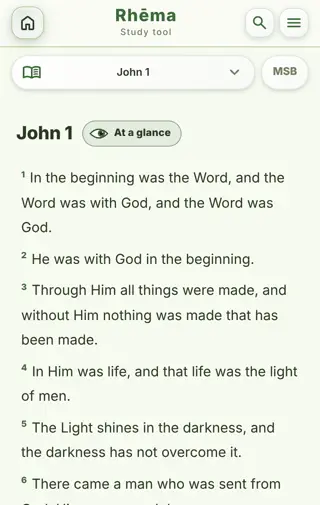 Rhēma
Study tool
John 1
MSB
John 1
At a glance
1 In the beginning was the Word, and the
Word was with God, and the Word was
God.
2 He was with God in the beginning.
3 Through Him all things were made, and
without Him nothing was made that has
been made.
4 In Him was life, and that life was the light
of men.
5 The Light shines in the darkness, and
the darkness has not overcome it.
6 There came a man who was sent from